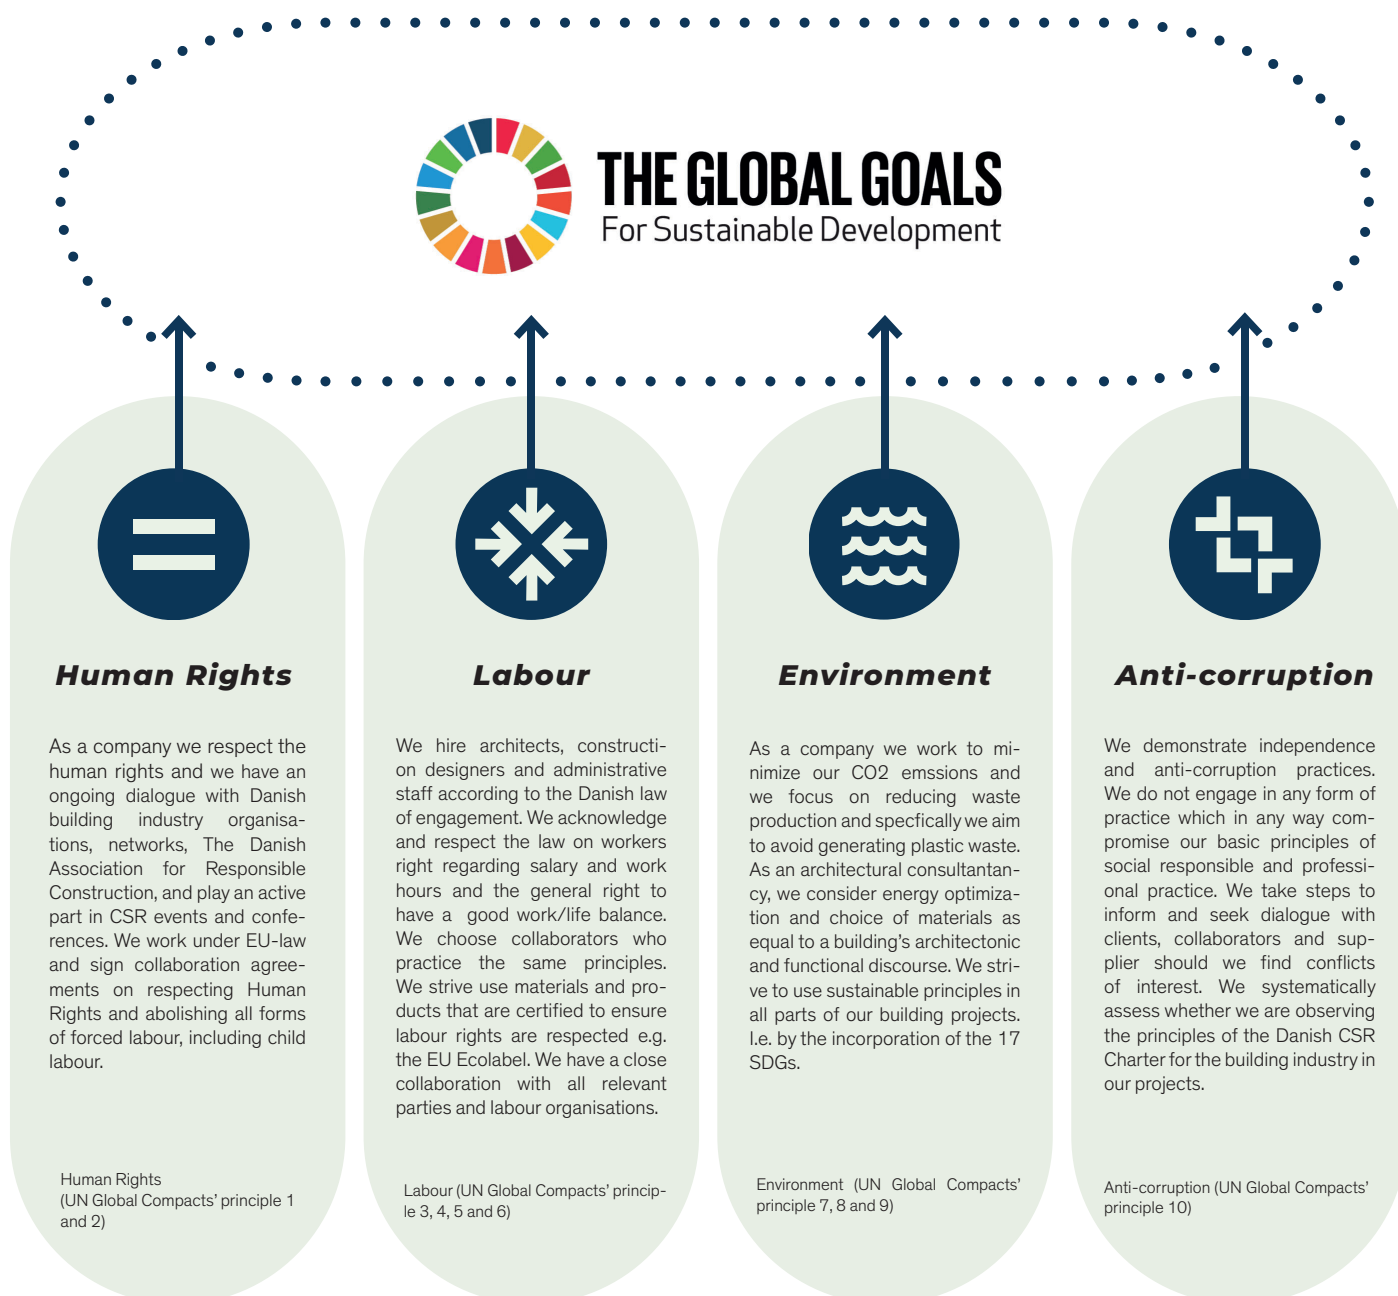 THE GLOBAL GOALS
For Sustainable Development
Human Rights
As a company we respect the
human rights and we have an
ongoing dialogue with Danish
building industry organisa-
tions, networks, The Danish
Association for Responsible
Construction, and play an active
part in CSR events and confe-
rences. We work under EU-law
and sign collaboration agree-
ments on respecting Human
Rights and abolishing all forms
of forced labour, including child
labour.
Human Rights
(UN Global Compacts’ principle 1
and 2)
Labour
We hire architects, constructi-
on designers and administrative
staff according to the Danish law
of engagement. We acknowledge
and respect the law on workers
right regarding salary and work
hours and the general right to
have a good work/life balance.
We choose collaborators who
practice the same principles.
We strive use materials and pro-
ducts that are certified to ensure
labour rights are respected e.g.
the EU Ecolabel. We have a close
collaboration with all relevant
parties and labour organisations.
Labour (UN Global Compacts’ princip-
le 3, 4, 5 and 6)
Environment
As a company we work to mi-
nimize our CO2 emssions and
we focus on reducing waste
production and specfically we aim
to avoid generating plastic waste.
As an architectural consultantan-
cy, we consider energy optimiza-
tion and choice of materials as
equal to a building’s architectonic
and functional discourse. We stri-
ve to use sustainable principles in
all parts of our building projects.
I.e. by the incorporation of the 17
SDGs.
Environment (UN Global Compacts’
principle 7, 8 and 9)
Anti-corruption
We demonstrate independence
and anti-corruption practices.
We do not engage in any form of
practice which in any way com-
promise our basic principles of
social responsible and professi-
onal practice. We take steps to
inform and seek dialogue with
clients, collaborators and sup-
plier should we find conflicts
of interest. We systematically
assess whether we are observing
the principles of the Danish CSR
Charter for the building industry in
our projects.
Anti-corruption (UN Global Compacts’
principle 10)